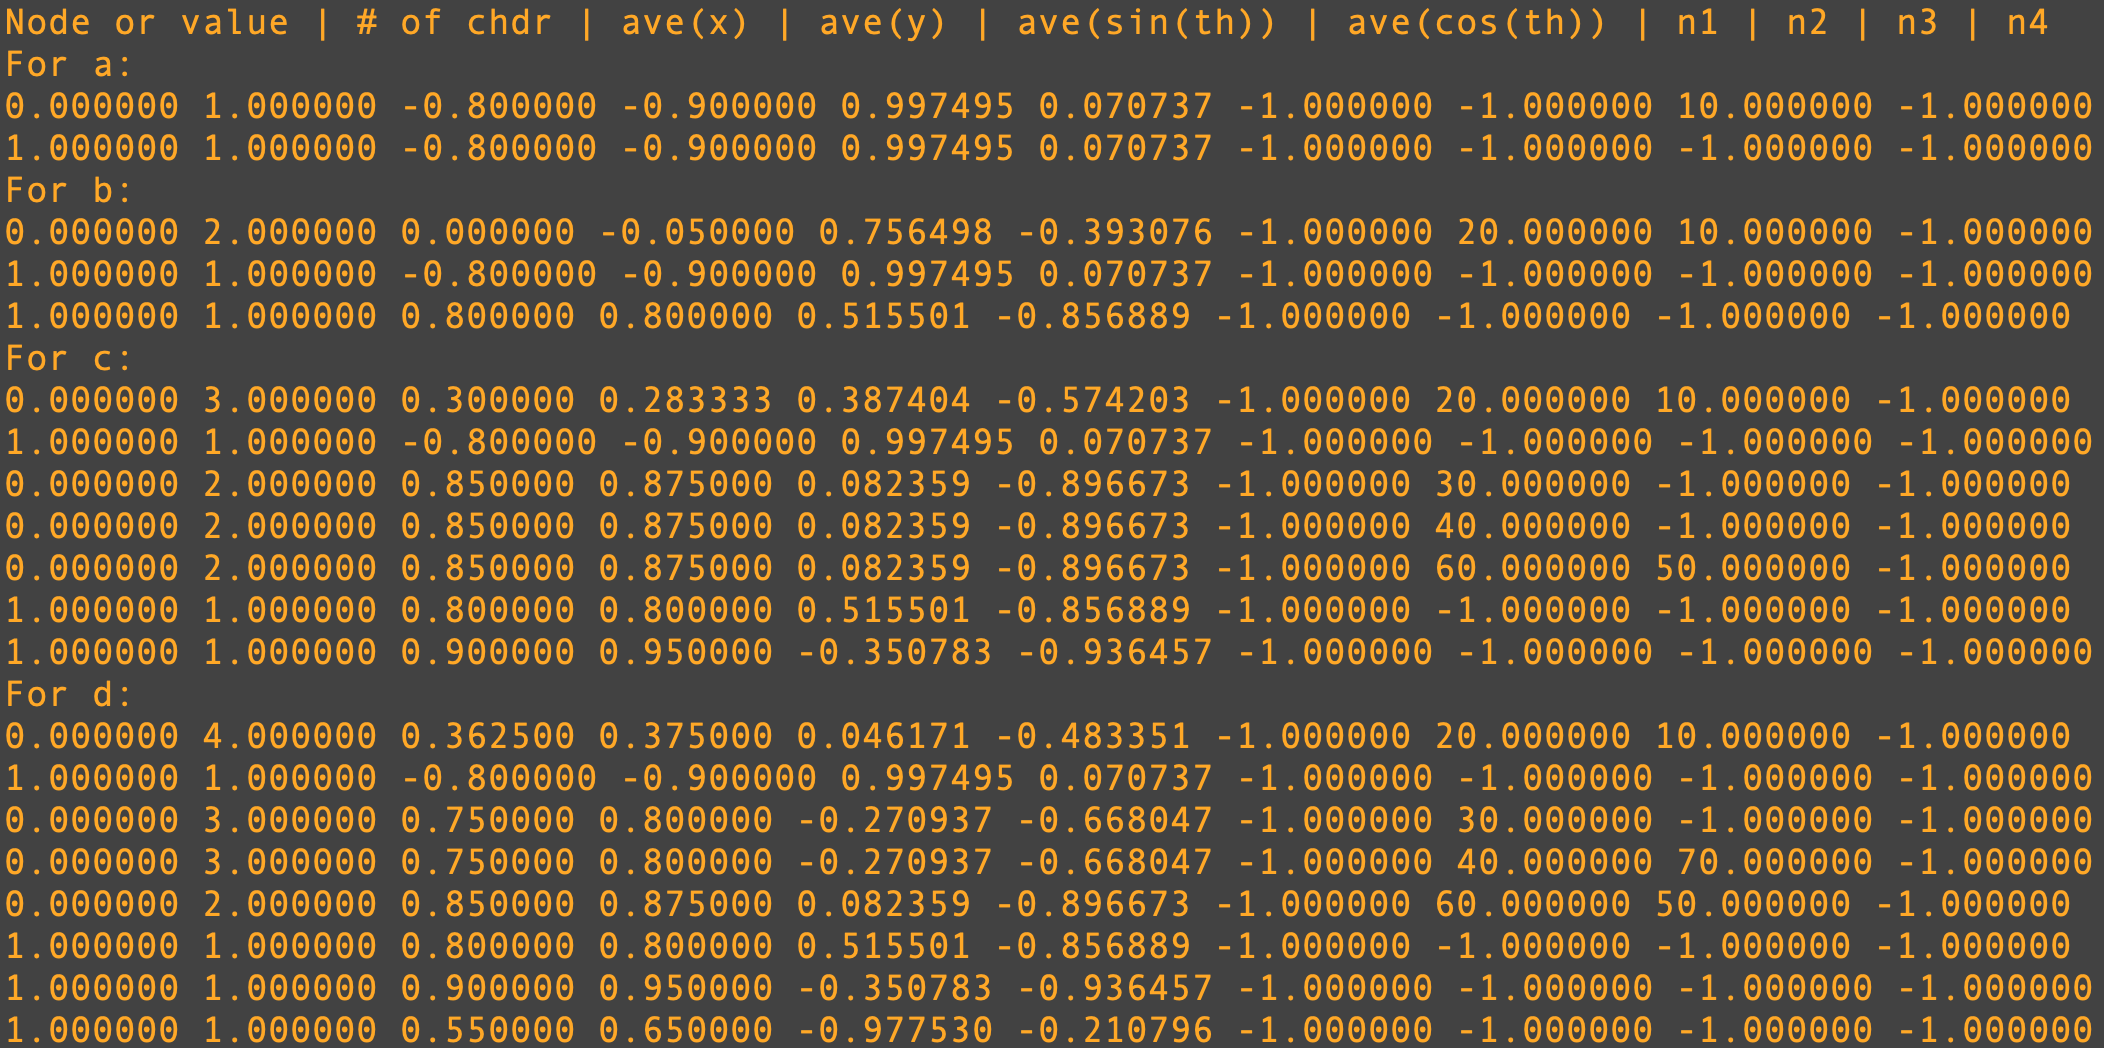 Node or value | # of chdr | ave(x) | ave(y) | ave(sin(th)) | ave(cos(th)) | n1 | n2 | n3 | n4
For a:
0.000000 1.000000 -0.800000 -0.900000 0.997495 0.070737 -1.000000 -1.000000 10.000000 -1.000000
1.000000 1.000000 -0.800000 -0.900000 0.997495 0.070737 -1.000000 -1.000000 -1.000000 -1.000000
For b:
0.000000 2.000000 0.000000 -0.050000 0.756498 -0.393076 -1.000000 20.000000 10.000000 -1.000000
1.000000 1.000000 -0.800000 -0.900000 0.997495 0.070737 -1.000000 -1.000000 -1.000000 -1.000000
1.000000 1.000000 0.800000 0.800000 0.515501 -0.856889 -1.000000 -1.000000 -1.000000 -1.000000
For c:
0.000000 3.000000 0.300000 0.283333 0.387404 -0.574203 -1.000000 20.000000 10.000000 -1.000000
1.000000 1.000000 -0.800000 -0.900000 0.997495 0.070737 -1.000000 -1.000000 -1.000000 -1.000000
0.000000 2.000000 0.850000 0.875000 0.082359 -0.896673 -1.000000 30.000000 -1.000000 -1.000000
0.000000 2.000000 0.850000 0.875000 0.082359 -0.896673 -1.000000 40.000000 -1.000000 -1.000000
0.000000 2.000000 0.850000 0.875000 0.082359 -0.896673 -1.000000 60.000000 50.000000 -1.000000
1.000000 1.000000 0.800000 0.800000 0.515501 -0.856889 -1.000000 -1.000000 -1.000000 -1.000000
1.000000 1.000000 0.900000 0.950000 -0.350783 -0.936457 -1.000000 -1.000000 -1.000000 -1.000000
For d:
0.000000 4.000000 0.362500 0.375000 0.046171 -0.483351 -1.000000 20.000000 10.000000 -1.000000
1.000000 1.000000 -0.800000 -0.900000 0.997495 0.070737 -1.000000 -1.000000 -1.000000 -1.000000
0.000000 3.000000 0.750000 0.800000 -0.270937 -0.668047 -1.000000 30.000000 -1.000000 -1.000000
0.000000 3.000000 0.750000 0.800000 -0.270937 -0.668047 -1.000000 40.000000 70.000000 -1.000000
0.000000 2.000000 0.850000 0.875000 0.082359 -0.896673 -1.000000 60.000000 50.000000 -1.000000
1.000000 1.000000 0.800000 0.800000 0.515501 -0.856889 -1.000000 -1.000000 -1.000000 -1.000000
1.000000 1.000000 0.900000 0.950000 -0.350783 -0.936457 -1.000000 -1.000000 -1.000000 -1.000000
1.000000 1.000000 0.550000 0.650000 -0.977530 -0.210796 -1.000000 -1.000000 -1.000000 -1.000000